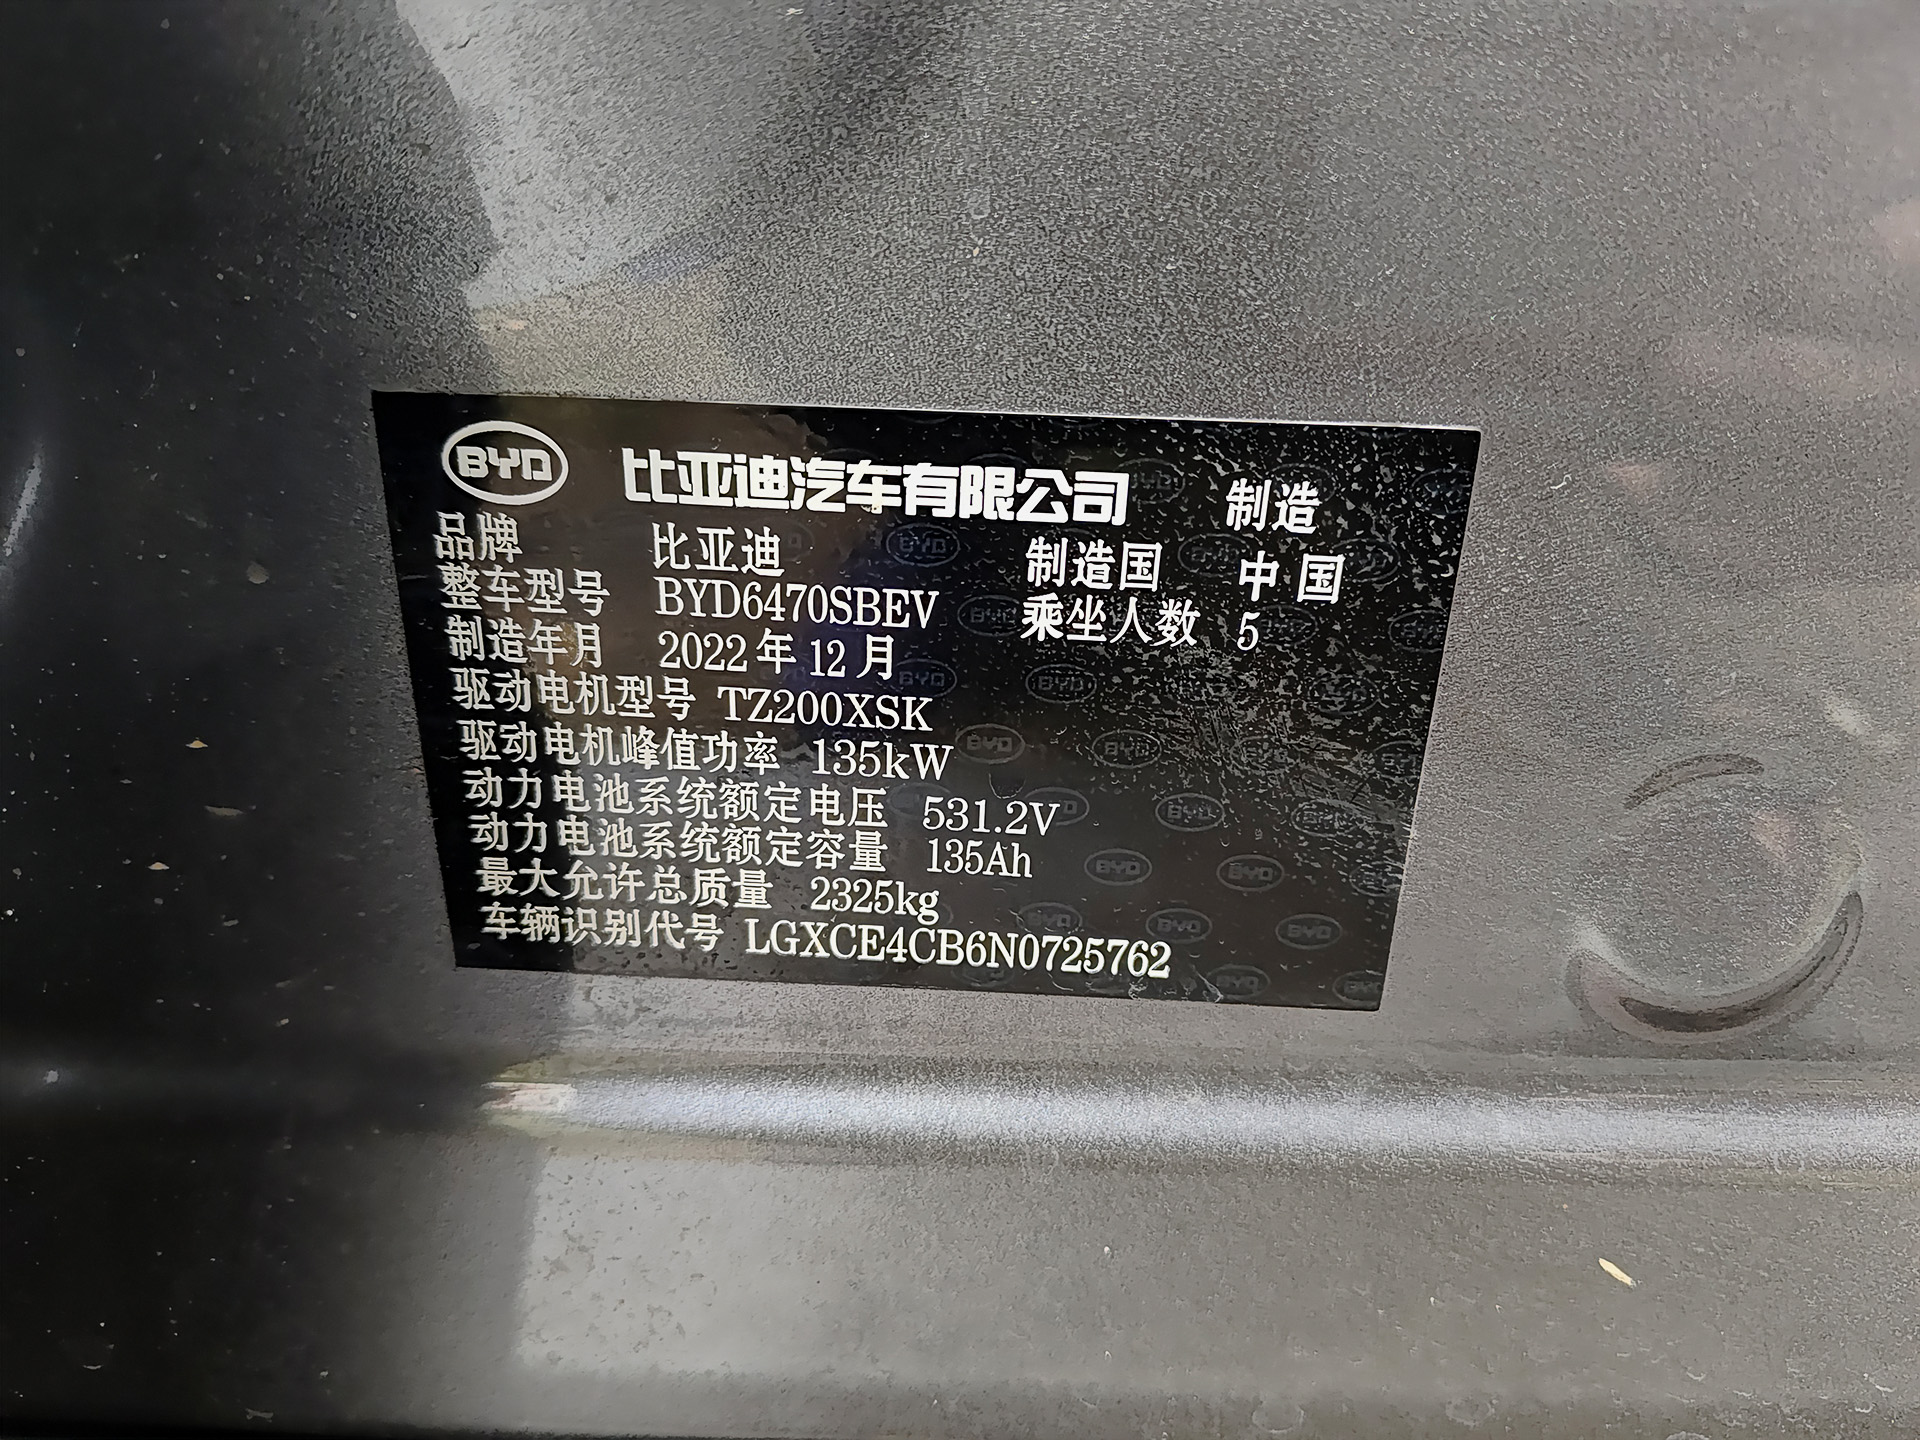 BYD 比亚迪汽车有限公司 制造
品牌 比亚迪 制造国 中国
整车型号 BYD6470SBEV 乘坐人数 5
制造年月 2022年12月
驱动电机型号 TZ200XSK
驱动电机峰值功率 135kW
动力电池系统额定电压 531.2V
动力电池系统额定容量 135Ah
最大允许总质量 2325kg
车辆识别代号 LGXCE4CB6N0725762